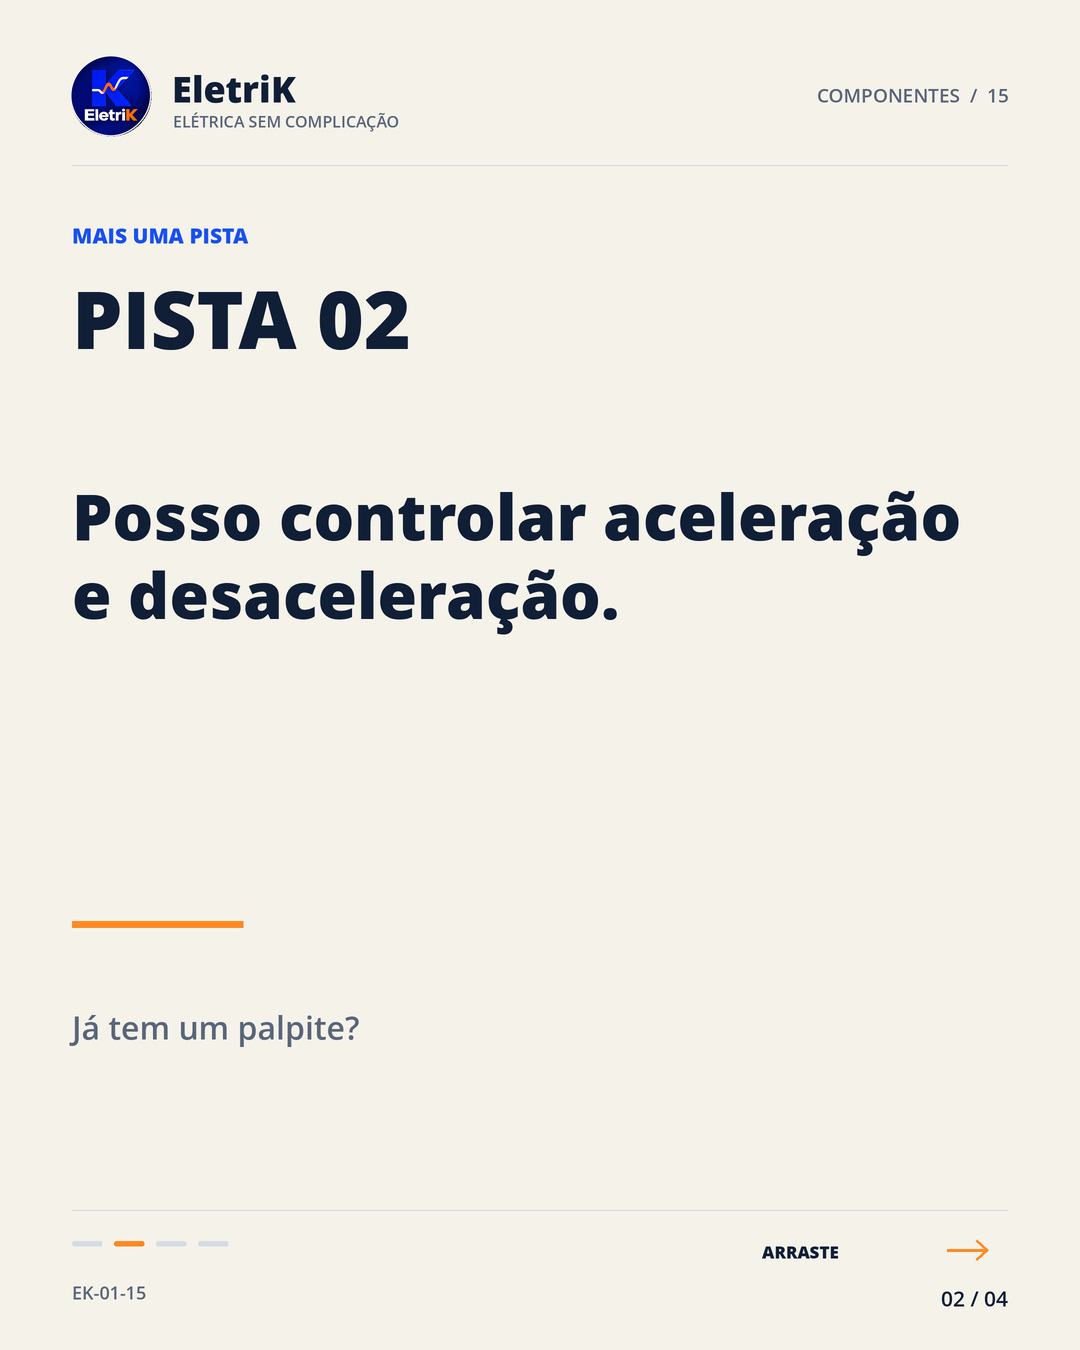 EletriK
EletriK
ELÉTRICA SEM COMPLICAÇÃO
COMPONENTES / 15
MAIS UMA PISTA
PISTA 02
Posso controlar aceleração
e desaceleração.
Já tem um palpite?
ARRASTE
EK-01-15
02 / 04